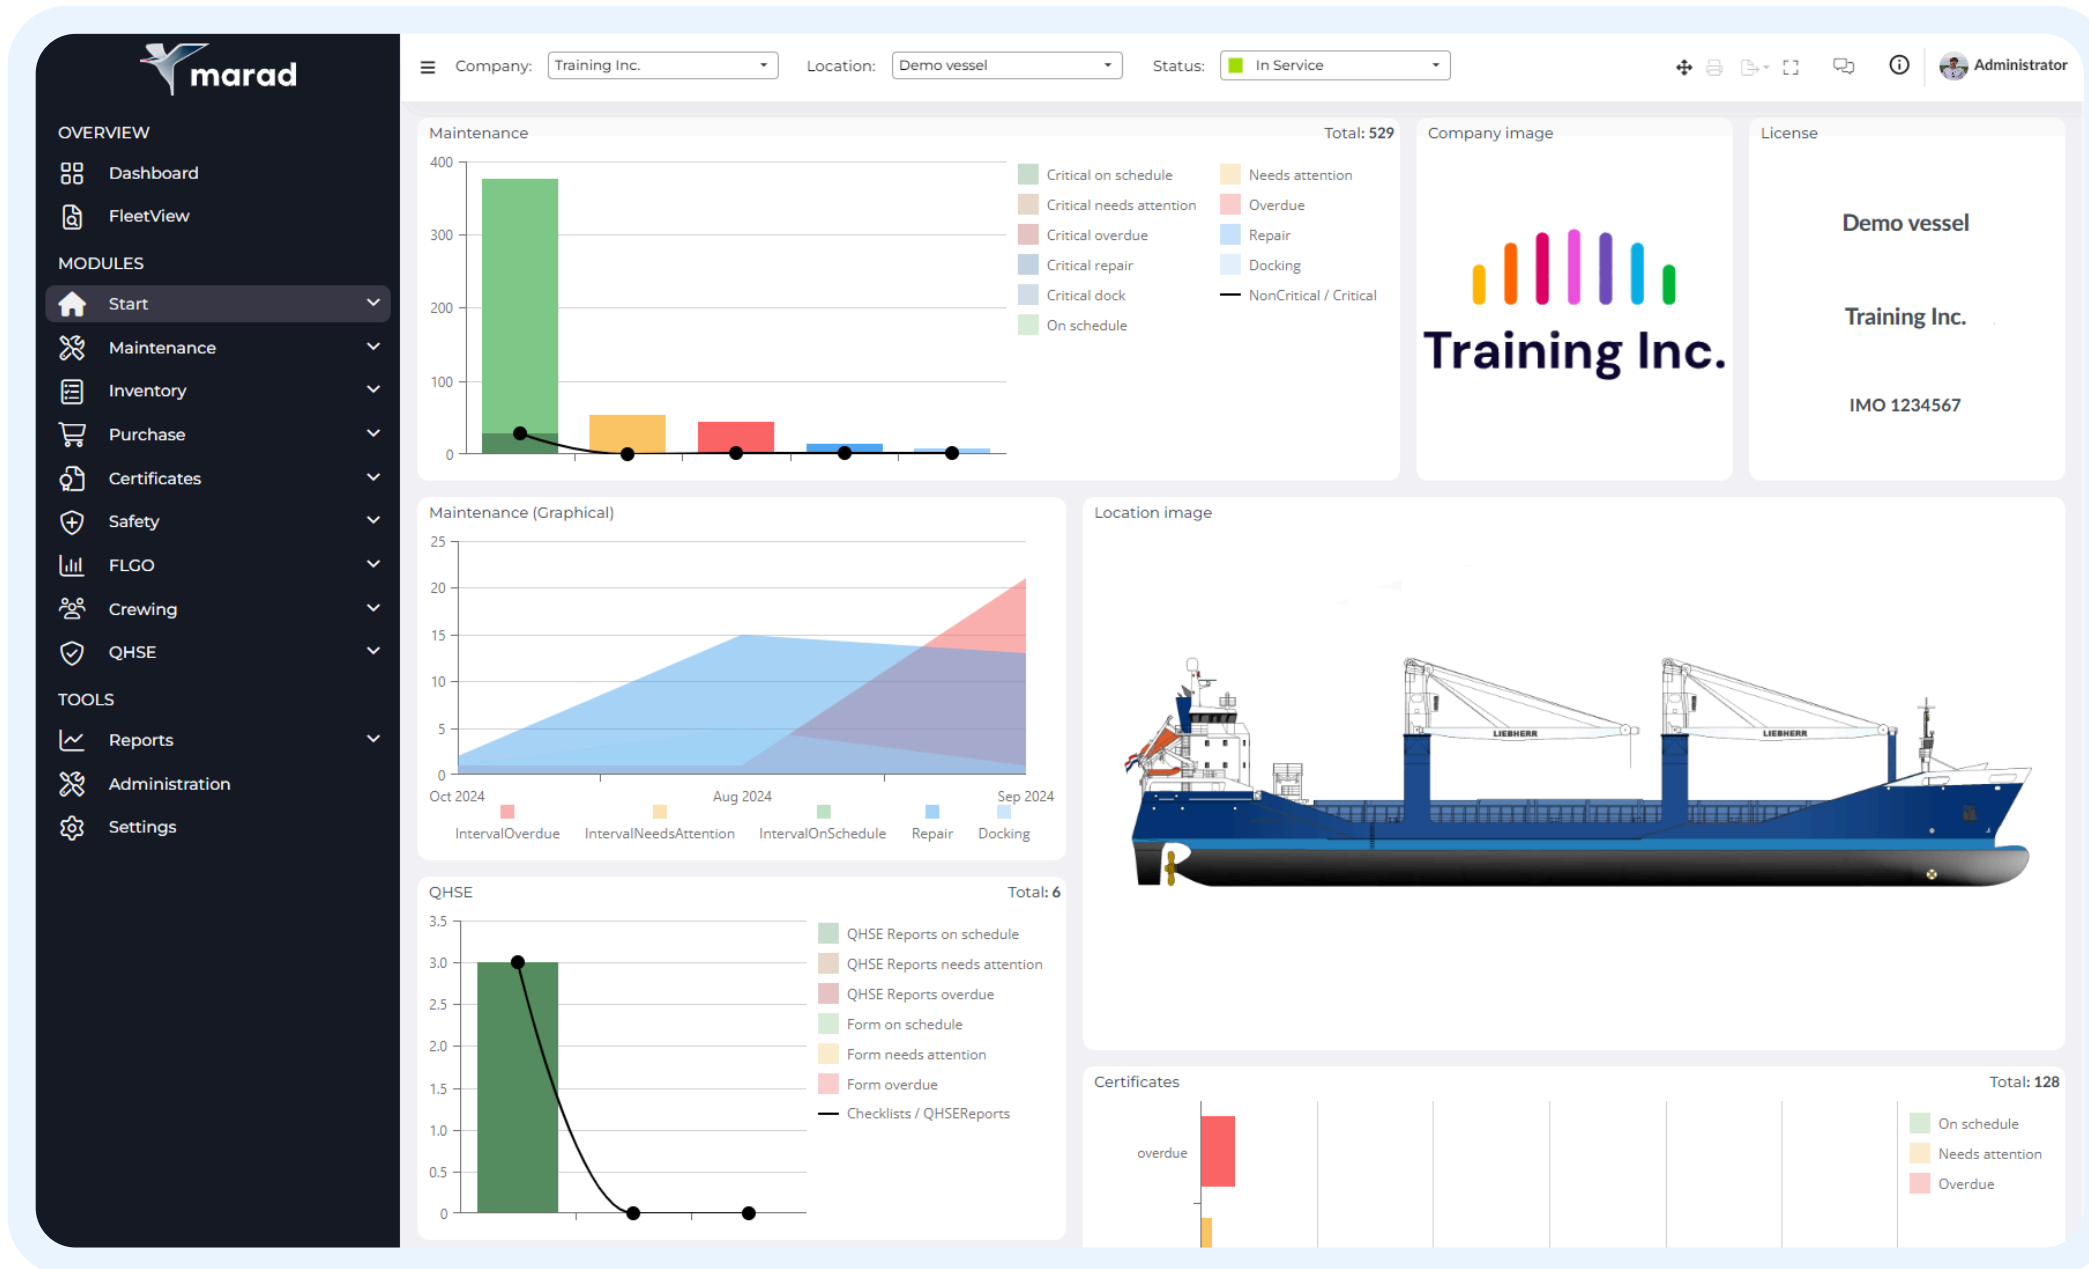 marad
Company: Training Inc. Location: Demo vessel Status: In Service Administrator
OVERVIEW
Dashboard
FleetView
MODULES
Start
Maintenance
Inventory
Purchase
Certificates
Safety
FLGO
Crewing
QHSE
TOOLS
Reports
Administration
Settings
Maintenance Total: 529
400
300
200
100
0
Critical on schedule
Critical needs attention
Critical overdue
Critical repair
Critical dock
On schedule
Needs attention
Overdue
Repair
Docking
NonCritical / Critical
Company image
Training Inc.
License
Demo vessel
Training Inc.
IMO 1234567
Maintenance (Graphical)
25
20
15
10
5
0
Oct 2024 Aug 2024 Sep 2024
IntervalOverdue IntervalNeedsAttention IntervalOnSchedule Repair Docking
Location image
LIEBHERR LIEBHERR
QHSE Total: 6
3.5
3.0
2.5
2.0
1.5
1.0
0.5
0
QHSE Reports on schedule
QHSE Reports needs attention
QHSE Reports overdue
Form on schedule
Form needs attention
Form overdue
Checklists / QHSEReports
Certificates Total: 128
overdue
On schedule
Needs attention
Overdue